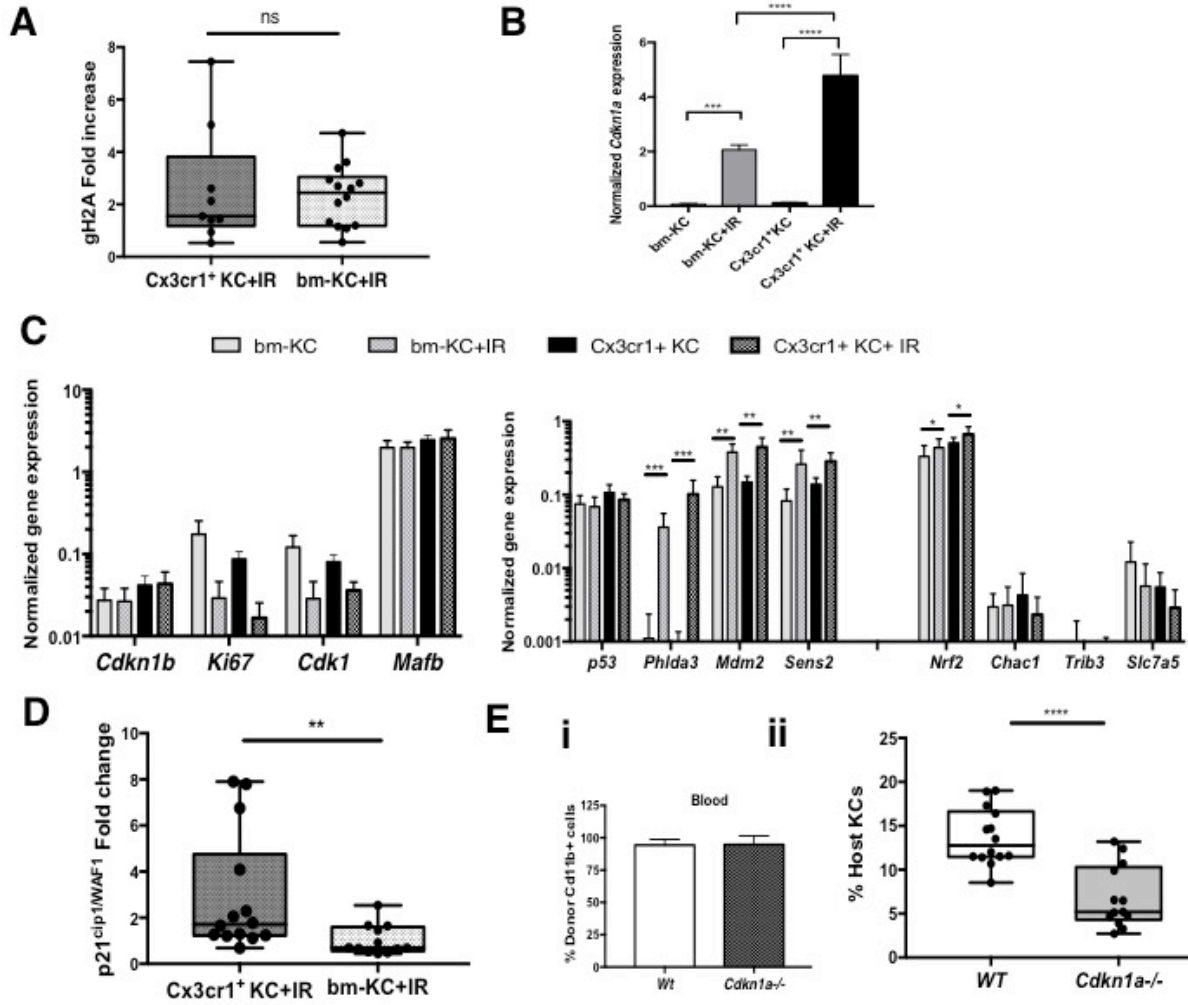 A
ns
gH2A Fold increase
8
6
4
2
0
Cx3cr1+ KC+IR
bm-KC+IR
B
****
****
***
Normalized Cdkn1a expression
6
4
2
0
bm-KC
bm-KC+IR
Cx3cr1+KC
Cx3cr1+ KC+IR
C
bm-KC
bm-KC+IR
Cx3cr1+ KC
Cx3cr1+ KC+ IR
Normalized gene expression
10
1
0.1
0.01
Cdkn1b
Ki67
Cdk1
Mafb
Normalized gene expression
1
0.1
0.01
0.001
***
***
**
**
**
**
*
*
p53
Phlda3
Mdm2
Sens2
Nrf2
Chac1
Trib3
Slc7a5
D
**
p21cip1/WAF1 Fold change
10
8
6
4
2
0
Cx3cr1+ KC+IR
bm-KC+IR
E
i
Blood
% Donor Cd11b+ cells
125
100
75
50
25
0
Wt
Cdkn1a-/-
ii
****
% Host KCs
25
20
15
10
5
0
WT
Cdkn1a-/-